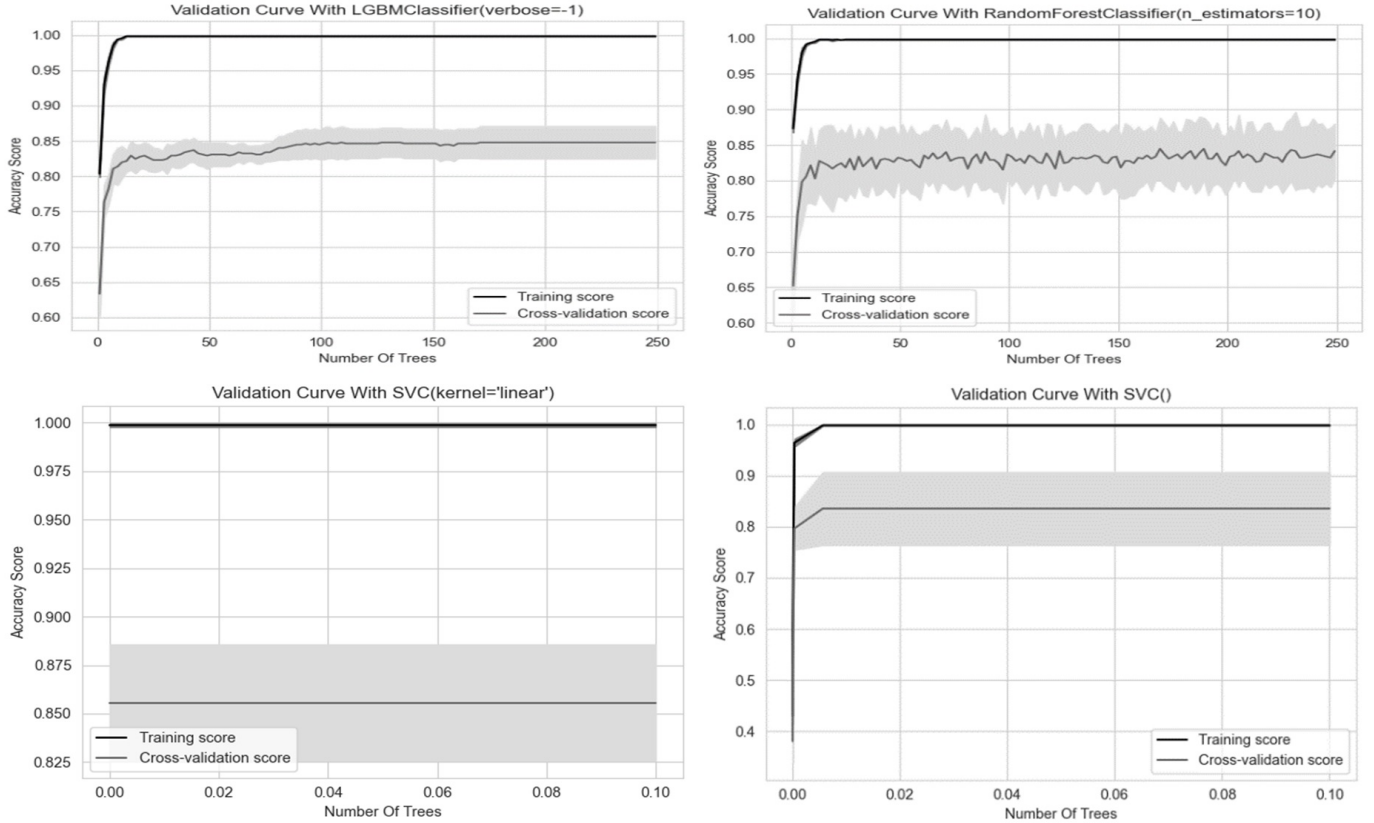 Validation Curve With LGBMClassifier(verbose=-1)
1.00
0.95
0.90
0.85
0.80
0.75
0.70
0.65
0.60
Accuracy Score
Training score
Cross-validation score
0 50 100 150 200 250
Number Of Trees
Validation Curve With RandomForestClassifier(n_estimators=10)
1.00
0.95
0.90
0.85
0.80
0.75
0.70
0.65
0.60
Accuracy Score
Training score
Cross-validation score
0 50 100 150 200 250
Number Of Trees
Validation Curve With SVC(kernel='linear')
1.000
0.975
0.950
0.925
0.900
0.875
0.850
0.825
Accuracy Score
Training score
Cross-validation score
0.00 0.02 0.04 0.06 0.08 0.10
Number Of Trees
Validation Curve With SVC()
1.0
0.9
0.8
0.7
0.6
0.5
0.4
Accuracy Score
Training score
Cross-validation score
0.00 0.02 0.04 0.06 0.08 0.10
Number Of Trees